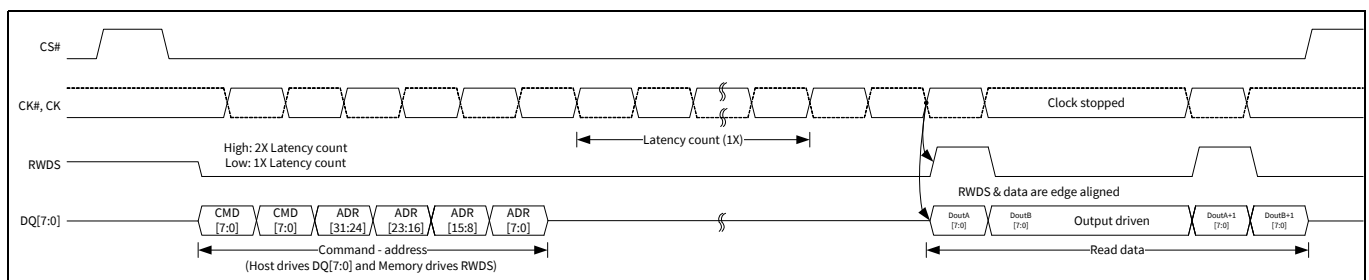 CS#
CK#, CK
Clock stopped
Latency count (1X)
High: 2X Latency count
Low: 1X Latency count
RWDS
RWDS & data are edge aligned
DQ[7:0]
CMD
[7:0]
CMD
[7:0]
ADR
[31:24]
ADR
[23:16]
ADR
[15:8]
ADR
[7:0]
DoutA
[7:0]
DoutB
[7:0]
Output driven
DoutA+1
[7:0]
DoutB+1
[7:0]
Command - address
(Host drives DQ[7:0] and Memory drives RWDS)
Read data